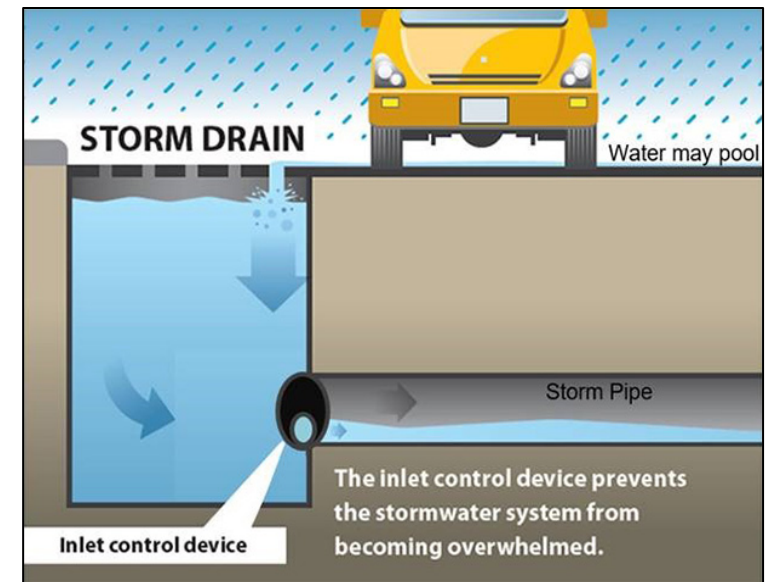 STORM DRAIN
Water may pool
Storm Pipe
The inlet control device prevents
the stormwater system from
becoming overwhelmed.
Inlet control device